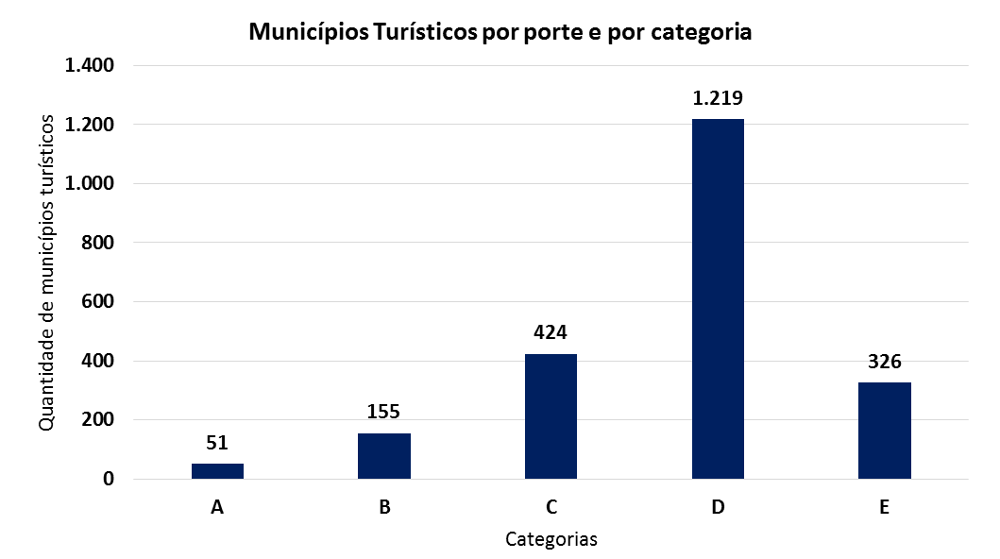 Municípios Turísticos por porte e por categoria
Quantidade de municípios turísticos
1.400
1.200
1.000
800
600
400
200
0
51
155
424
1.219
326
A
B
C
D
E
Categorias